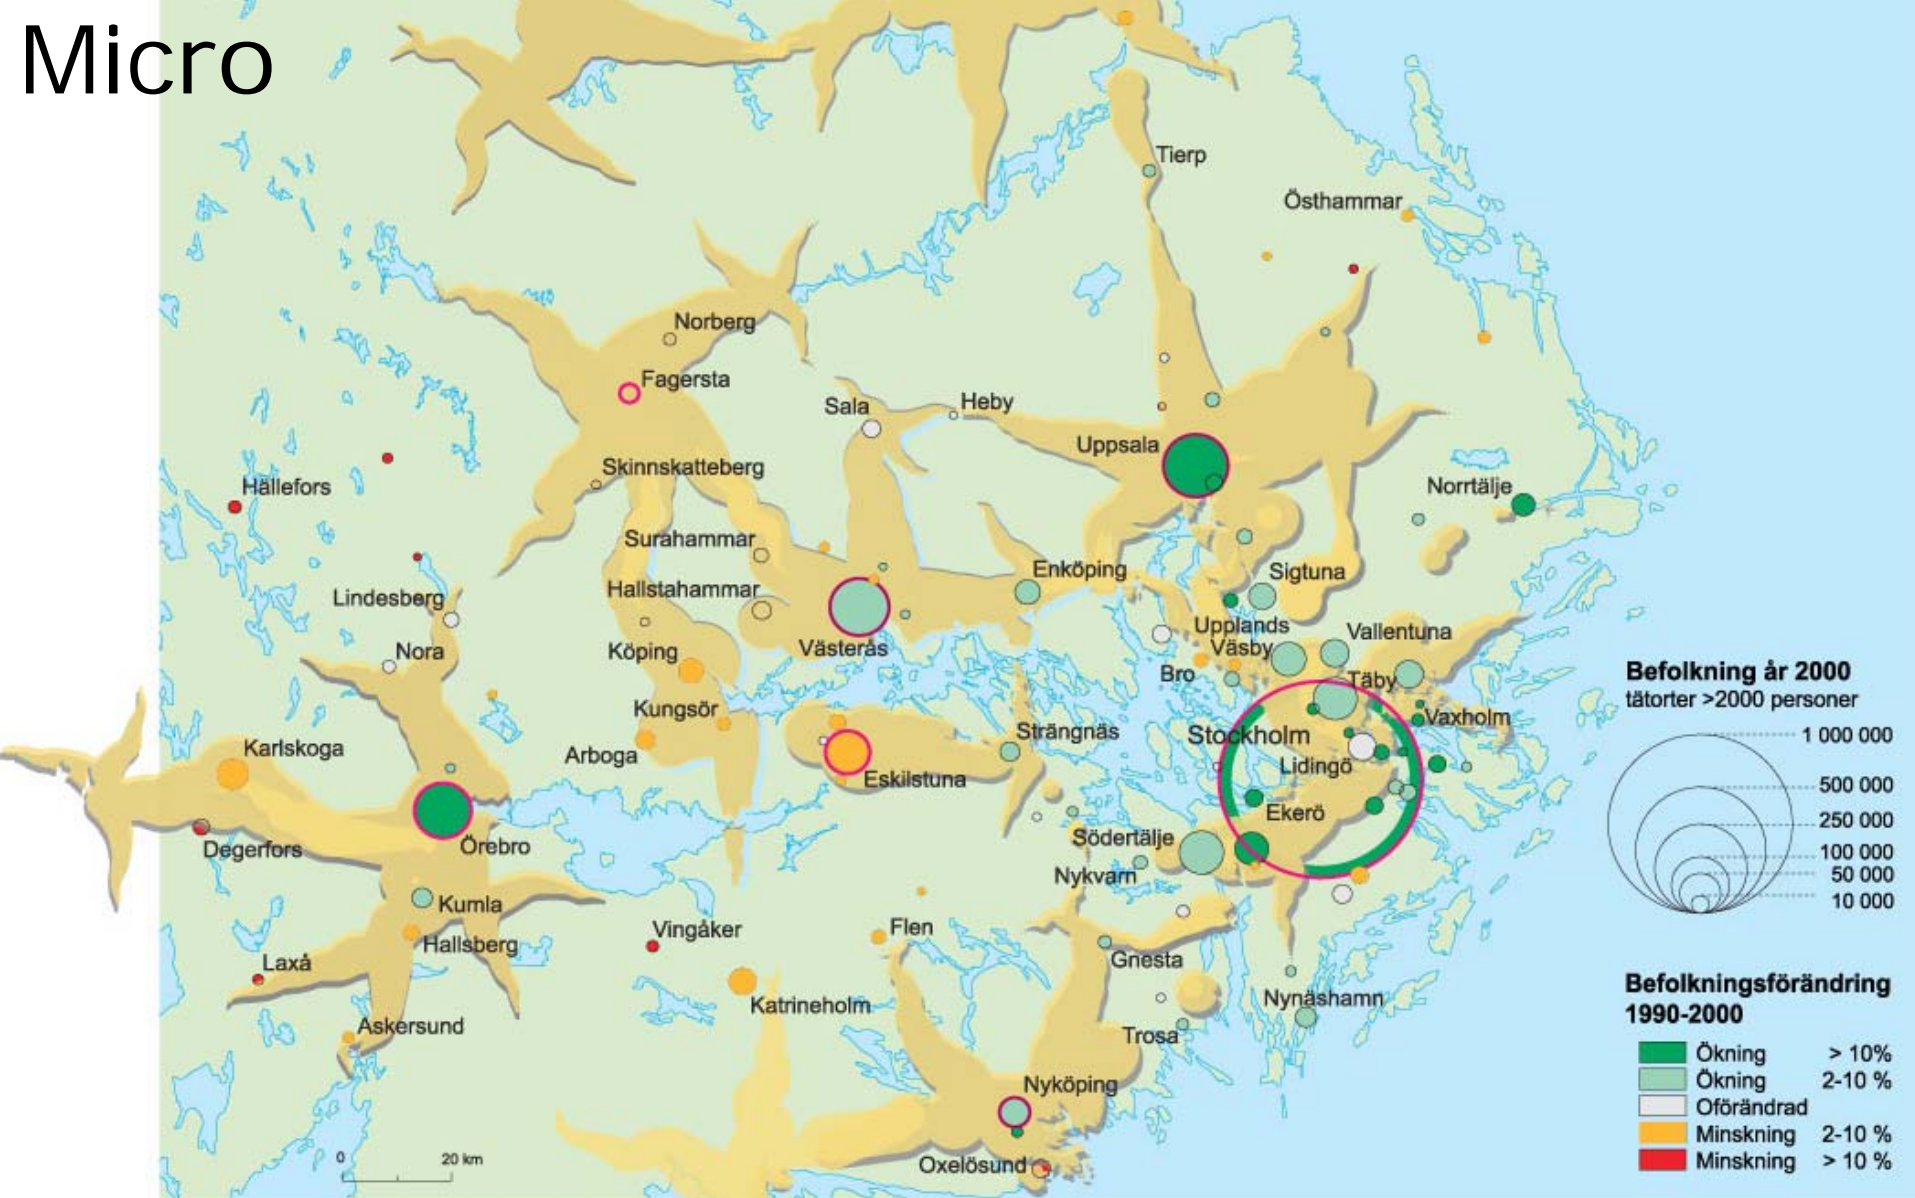 Micro
Tierp
Östhammar
Norberg
Fagersta
Sala
Heby
Uppsala
Skinnskatteberg
Hällefors
Norrtälje
Surahammar
Enköping
Sigtuna
Hallstahammar
Lindesberg
Upplands
Väsby
Vallentuna
Köping
Västerås
Nora
Bro
Täby
Kungsör
Vaxholm
Strängnäs
Stockholm
Karlskoga
Arboga
Lidingö
Eskilstuna
Ekerö
Degerfors
Örebro
Södertälje
Nykvarn
Kumla
Vingåker
Flen
Hallsberg
Gnesta
Laxå
Katrineholm
Nynäshamn
Askersund
Trosa
Nyköping
Oxelösund
0 20 km
Befolkning år 2000
tätorter >2000 personer
1 000 000
500 000
250 000
100 000
50 000
10 000
Befolkningsförändring
1990-2000
Ökning > 10%
Ökning 2-10 %
Oförändrad
Minskning 2-10 %
Minskning > 10 %